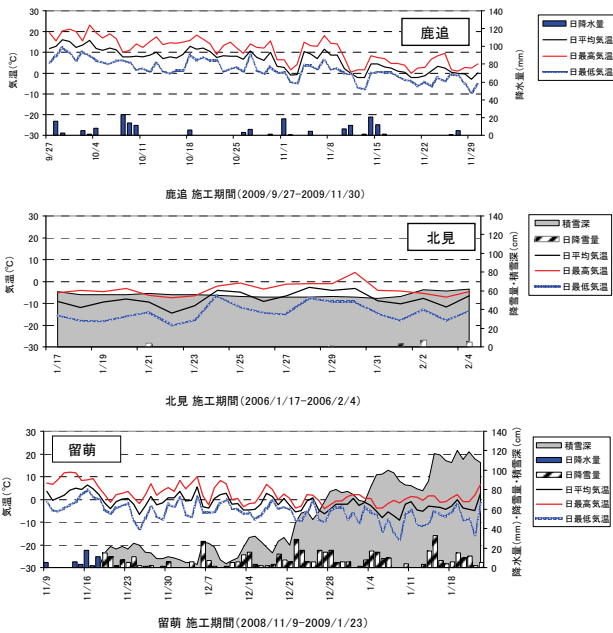 鹿追
30
20
10
0
−10
−20
−30
気温(℃)
140
120
100
80
60
40
20
0
降水量(mm)
9/27
10/4
10/11
10/18
10/25
11/1
11/8
11/15
11/22
11/29
日降水量
日平均気温
日最高気温
日最低気温
鹿追 施工期間(2009/9/27-2009/11/30)
北見
30
20
10
0
−10
−20
−30
気温(℃)
140
120
100
80
60
40
20
0
降雪量・積雪深(cm)
1/17
1/19
1/21
1/23
1/25
1/27
1/29
1/31
2/2
2/4
積雪深
日降雪量
日平均気温
日最高気温
日最低気温
北見 施工期間(2006/1/17-2006/2/4)
留萌
30
20
10
0
−10
−20
−30
気温(℃)
140
120
100
80
60
40
20
0
降水量(mm)・降雪量・積雪深(cm)
11/9
11/16
11/23
11/30
12/7
12/14
12/21
12/28
1/4
1/11
1/18
積雪深
日降水量
日降雪量
日平均気温
日最高気温
日最低気温
留萌 施工期間(2008/11/9-2009/1/23)